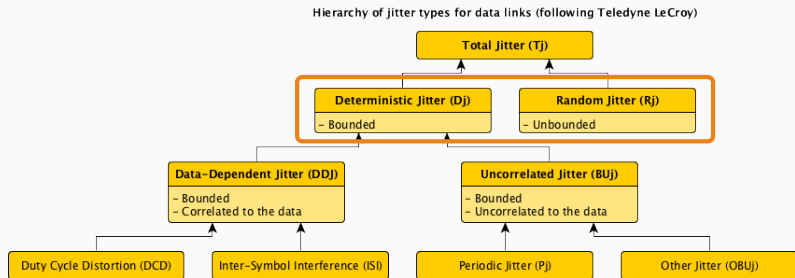 Hierarchy of jitter types for data links (following Teledyne LeCroy)
Total Jitter (Tj)
Deterministic Jitter (Dj)
- Bounded
Random Jitter (Rj)
- Unbounded
Data-Dependent Jitter (DDJ)
- Bounded
- Correlated to the data
Uncorrelated Jitter (BUj)
- Bounded
- Uncorrelated to the data
Duty Cycle Distortion (DCD)
Inter-Symbol Interference (ISI)
Periodic Jitter (Pj)
Other Jitter (OBUj)